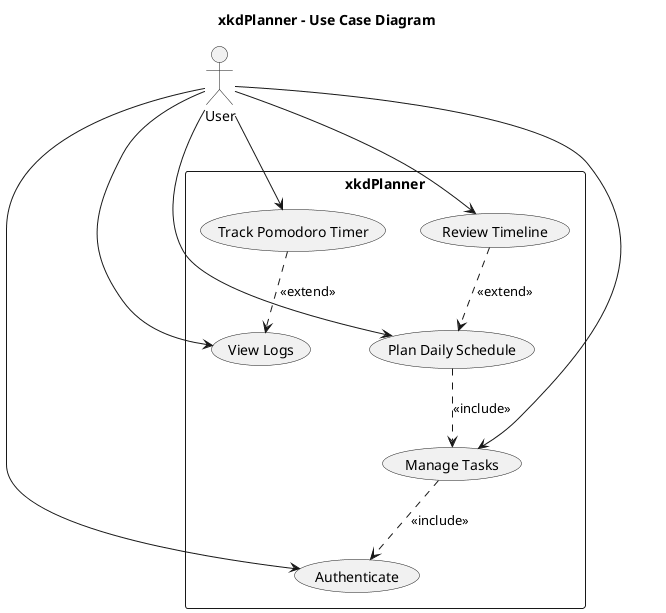 xkdPlanner - Use Case Diagram
User
xkdPlanner
Track Pomodoro Timer
Review Timeline
«extend»
«extend»
View Logs
Plan Daily Schedule
«include»
Manage Tasks
«include»
Authenticate